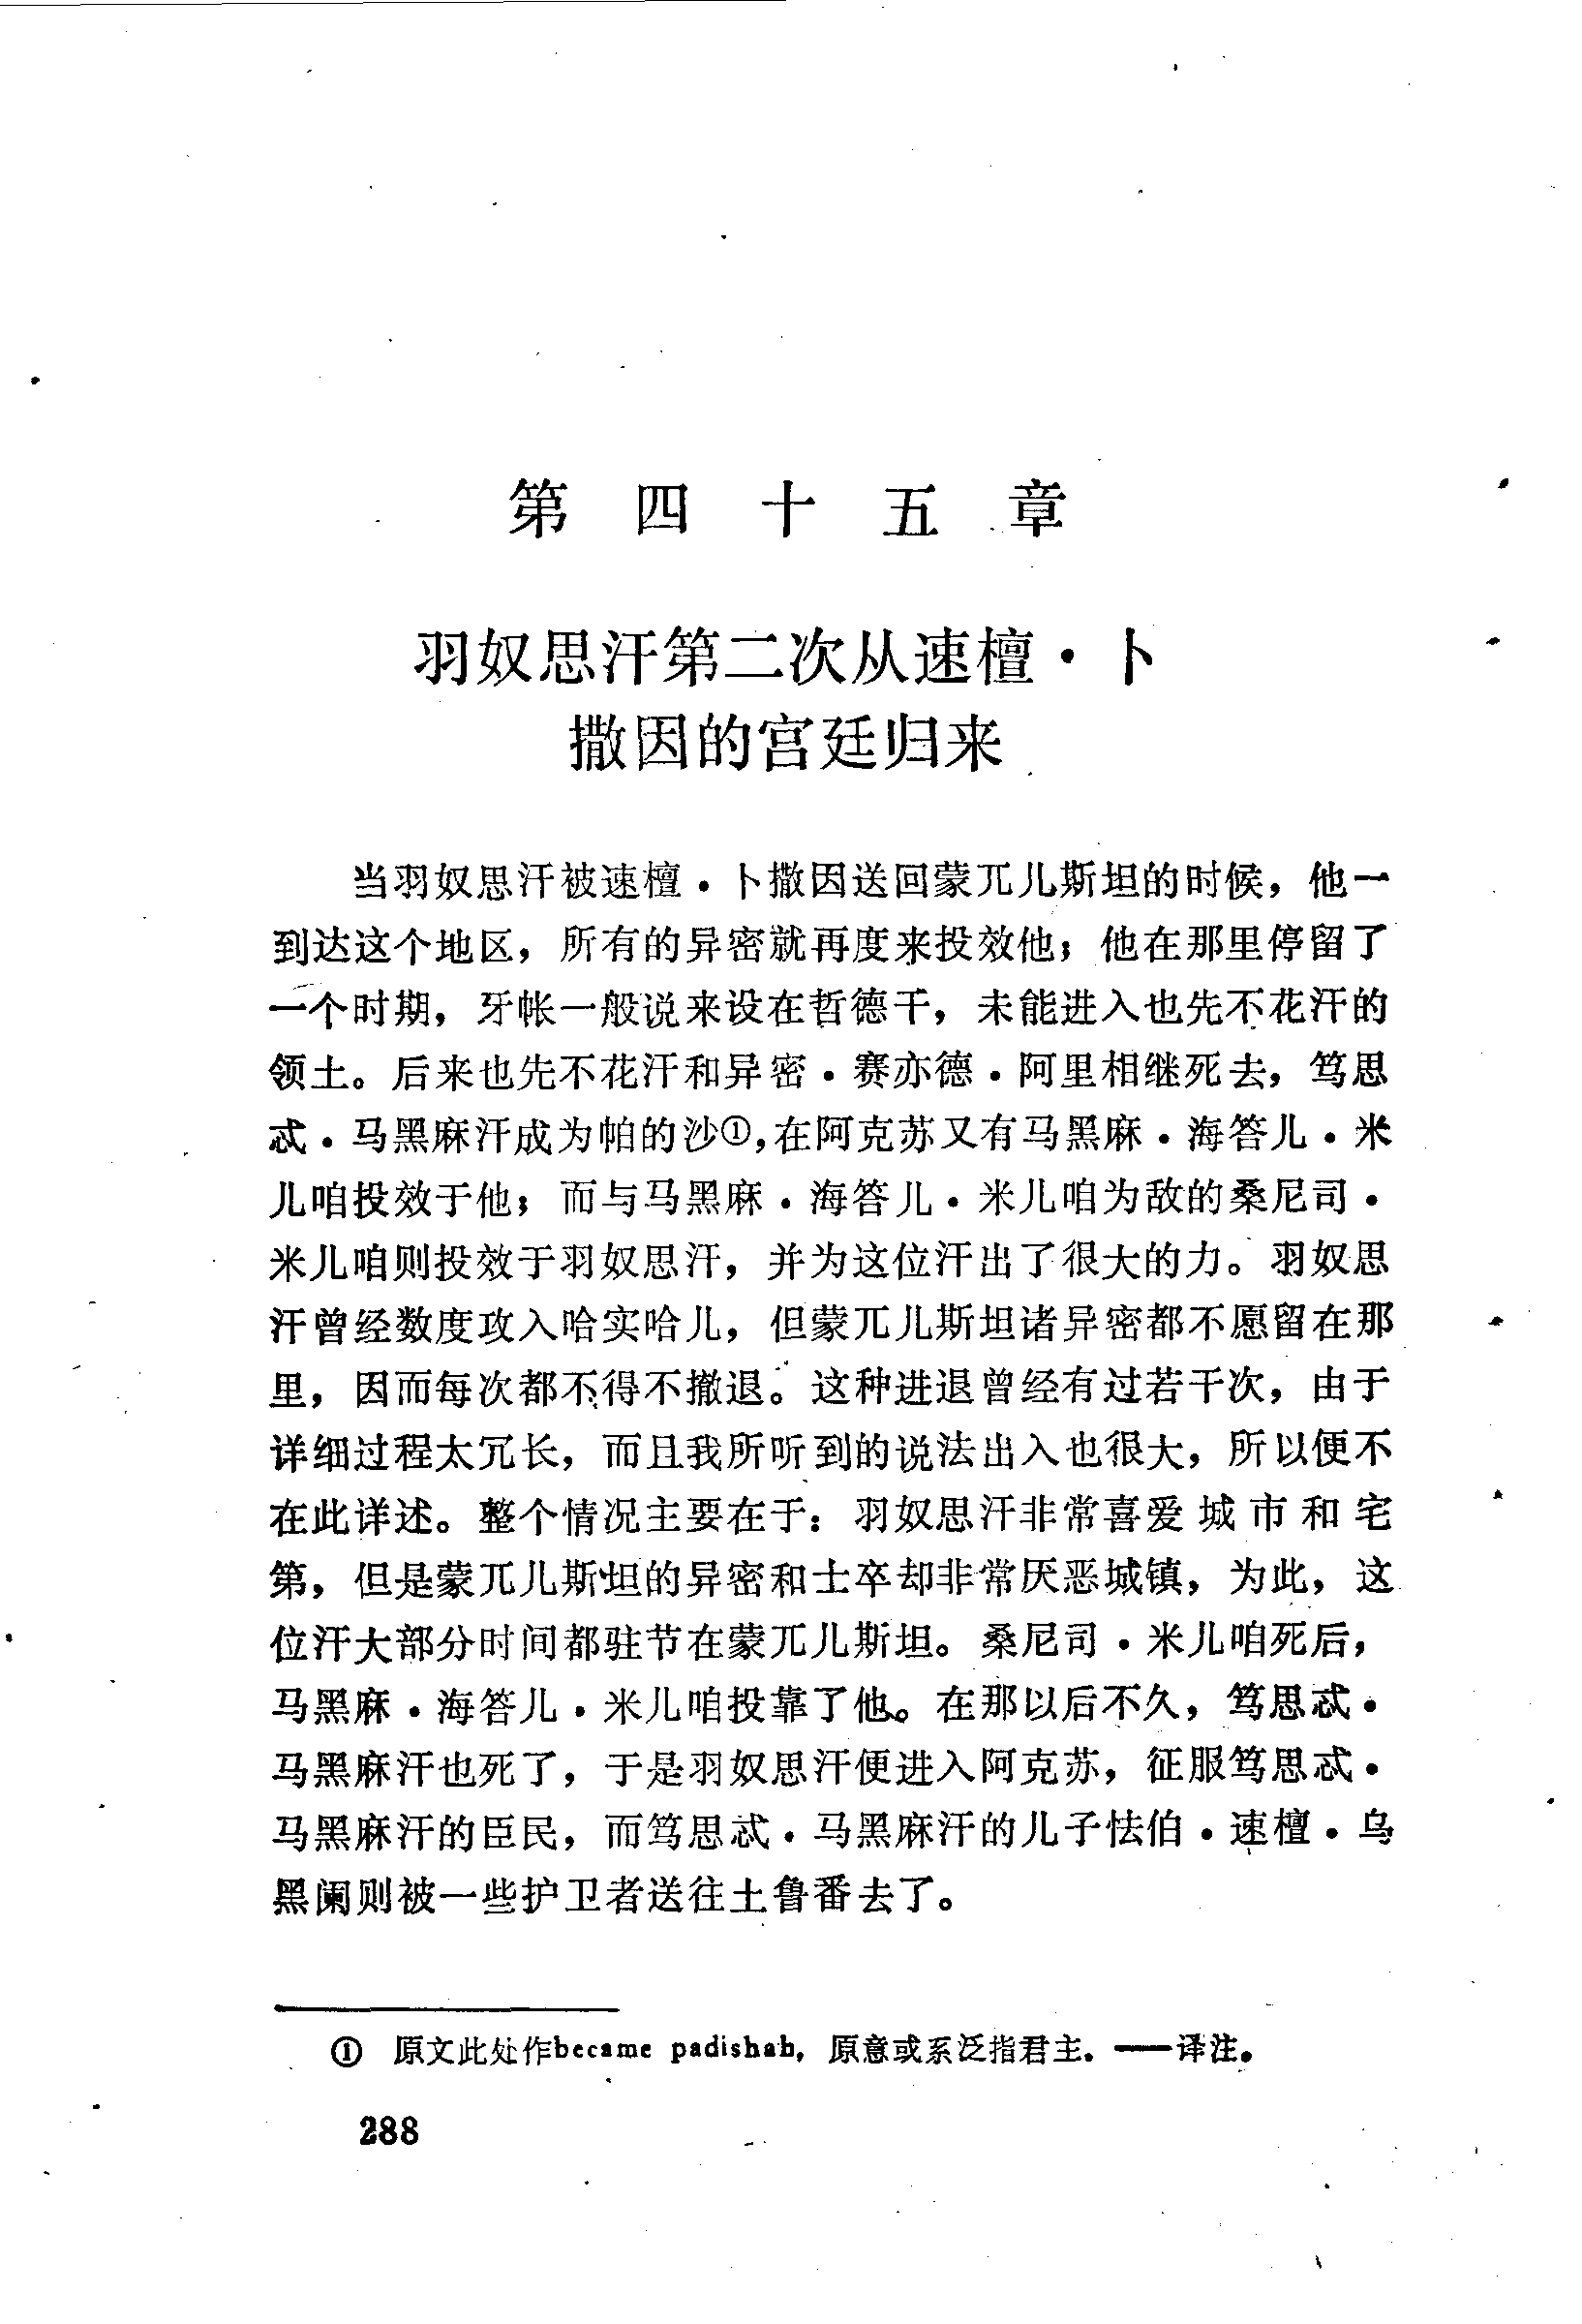 第四十五章
羽奴思汗第二次从速檀·卜
撒因的宫廷归来
当羽奴思汗被速檀·卜撒因送回蒙兀儿斯坦的时候，他一
到达这个地区，所有的异密就再度来投效他；他在那里停留了
一个时期，牙帐一般说来设在哲德干，未能进入也先不花汗的
领土。后来也先不花汗和异密·赛亦德·阿里相继死去，笃思
忒·马黑麻汗成为帕的沙①，在阿克苏又有马黑麻·海答儿·米
儿咱投效于他；而与马黑麻·海答儿·米儿咱为敌的桑尼司·
米儿咱则投效于羽奴思汗，并为这位汗出了很大的力。羽奴思
汗曾经数度攻入哈实哈儿，但蒙兀儿斯坦诸异密都不愿留在那
里，因而每次都不得不撤退。这种进退曾经有过若干次，由于
详细过程太冗长，而且我所听到的说法出入也很大，所以便不
在此详述。整个情况主要在于：羽奴思汗非常喜爱城市和宅
第，但是蒙兀儿斯坦的异密和士卒却非常厌恶城镇，为此，这
位汗大部分时间都驻节在蒙兀儿斯坦。桑尼司·米儿咱死后，
马黑麻·海答儿·米儿咱投靠了他。在那以后不久，笃思忒·
马黑麻汗也死了，于是羽奴思汗便进入阿克苏，征服笃思忒·
马黑麻汗的臣民，而笃思忒·马黑麻汗的儿子怯伯·速檀·乌
黑阑则被一些护卫者送往土鲁番去了。
① 原文此处作became padishah，原意或系泛指君主。——译注。
288